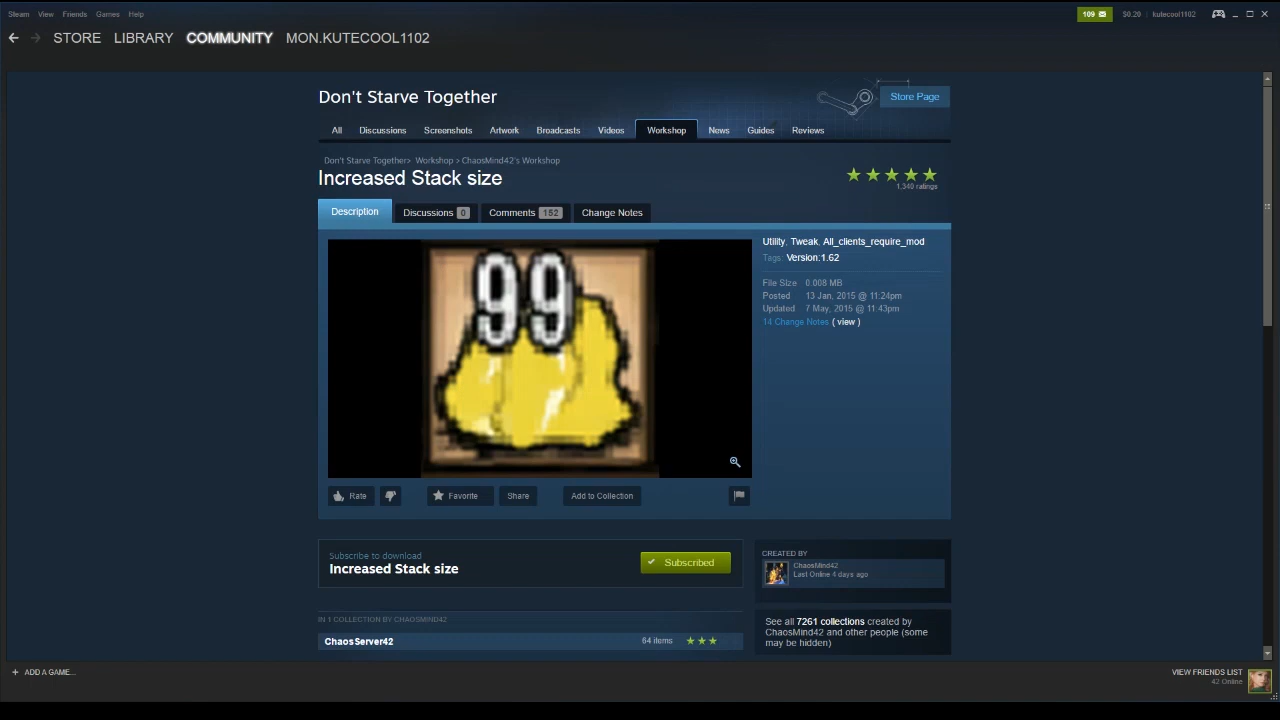 Steam View Friends Games Help
109 $0.20 kutecool1102
STORE LIBRARY COMMUNITY MON.KUTECOOL1102
Don't Starve Together
Store Page
All Discussions Screenshots Artwork Broadcasts Videos Workshop News Guides Reviews
Don't Starve Together> Workshop > ChaosMind42's Workshop
Increased Stack size
1,340 ratings
Description Discussions 0 Comments 152 Change Notes
99
Utility, Tweak, All_clients_require_mod
Tags: Version:1.62
File Size 0.008 MB
Posted 13 Jan, 2015 @ 11:24pm
Updated 7 May, 2015 @ 11:43pm
14 Change Notes ( view )
Rate Favorite Share Add to Collection
Subscribe to download
Increased Stack size
Subscribed
CREATED BY
ChaosMind42
Last Online 4 days ago
IN 1 COLLECTION BY CHAOSMIND42
ChaosServer42 64 items
See all 7261 collections created by
ChaosMind42 and other people (some
may be hidden)
+ ADD A GAME...
VIEW FRIENDS LIST
42 Online